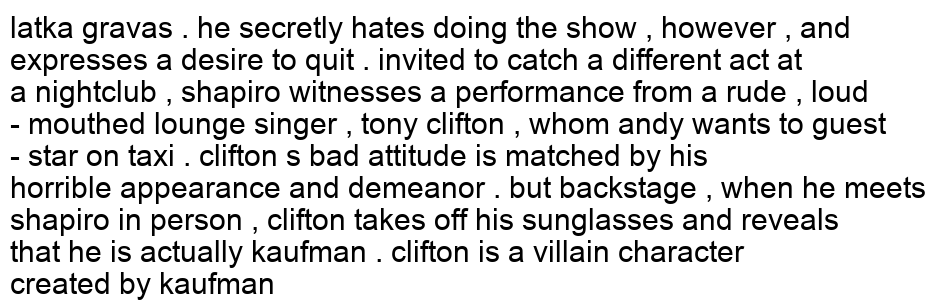 latka gravas . he secretly hates doing the show , however , and
expresses a desire to quit . invited to catch a different act at
a nightclub , shapiro witnesses a performance from a rude , loud
- mouthed lounge singer , tony clifton , whom andy wants to guest
- star on taxi . clifton s bad attitude is matched by his
horrible appearance and demeanor . but backstage , when he meets
shapiro in person , clifton takes off his sunglasses and reveals
that he is actually kaufman . clifton is a villain character
created by kaufman